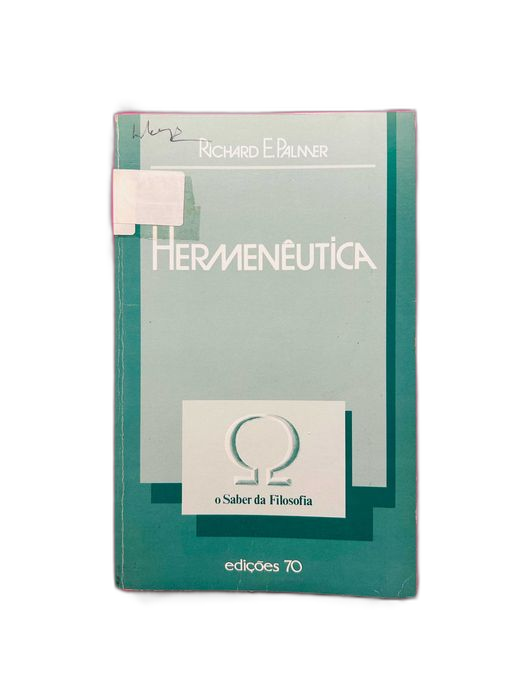 RICHARD E. PALMER
HERMENÊUTICA
Ω
o Saber da Filosofia
edições 70